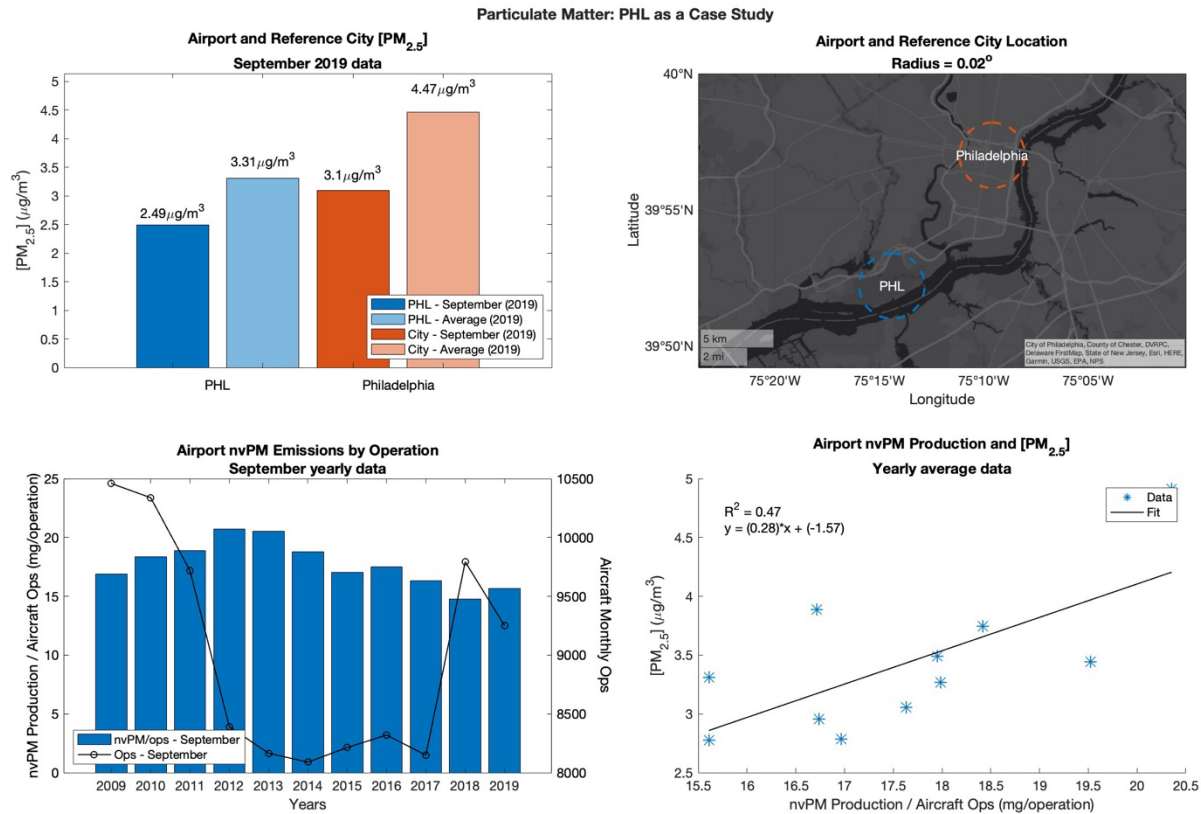 Particulate Matter: PHL as a Case Study
Airport and Reference City [PM2.5]
September 2019 data
[PM2.5] (μg/m3)
5
4.5
4
3.5
3
2.5
2
1.5
1
0.5
0
2.49μg/m3
3.31μg/m3
3.1μg/m3
4.47μg/m3
PHL - September (2019)
PHL - Average (2019)
City - September (2019)
City - Average (2019)
PHL
Philadelphia
Airport and Reference City Location
Radius = 0.02o
Latitude
40°N
39°55'N
39°50'N
Philadelphia
PHL
5 km
2 mi
City of Philadelphia, County of Chester, DVRPC,
Delaware FirstMap, State of New Jersey, Esri, HERE,
Garmin, USGS, EPA, NPS
75°20'W 75°15'W 75°10'W 75°05'W
Longitude
Airport nvPM Emissions by Operation
September yearly data
nvPM Production / Aircraft Ops (mg/operation)
25
20
15
10
5
0
nvPM/ops - September
Ops - September
10500
10000
9500
9000
8500
8000
Aircraft Monthly Ops
2009 2010 2011 2012 2013 2014 2015 2016 2017 2018 2019
Years
Airport nvPM Production and [PM2.5]
Yearly average data
[PM2.5] (μg/m3)
5
4.5
4
3.5
3
2.5
R2 = 0.47
y = (0.28)*x + (-1.57)
Data
Fit
15.5 16 16.5 17 17.5 18 18.5 19 19.5 20 20.5
nvPM Production / Aircraft Ops (mg/operation)